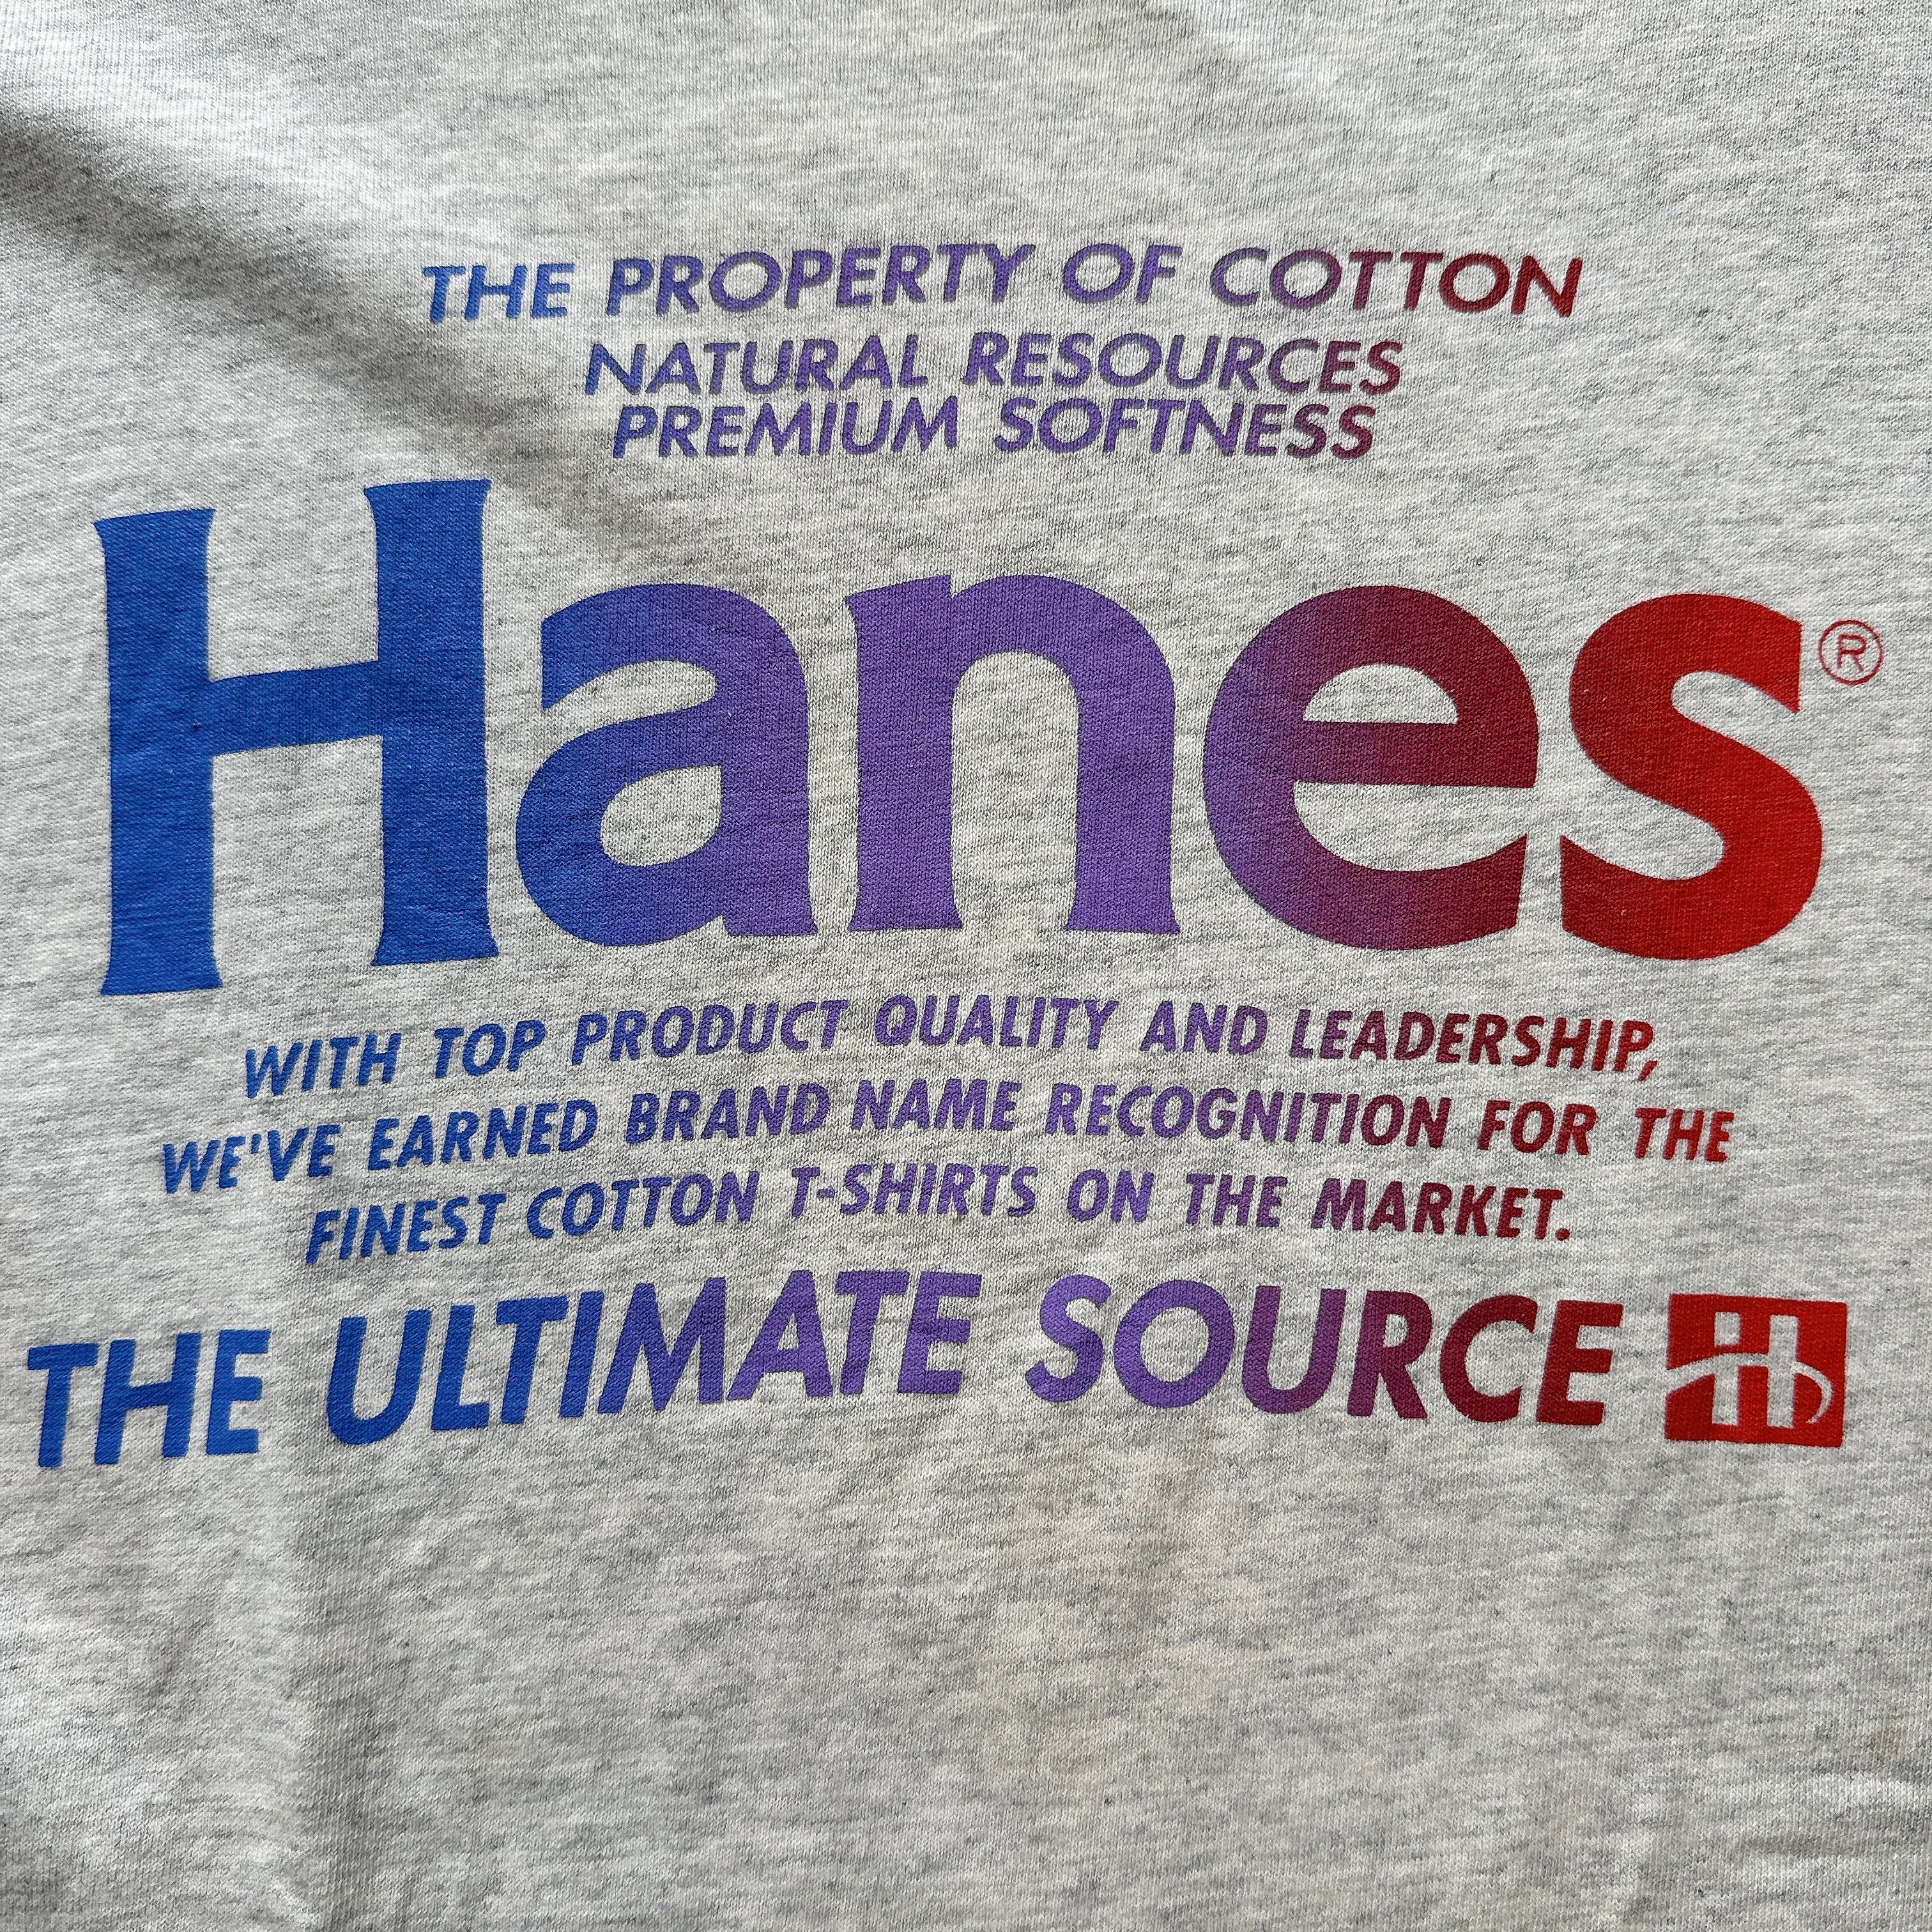 THE PROPERTY OF COTTON
NATURAL RESOURCES
PREMIUM SOFTNESS
Hanes®
WITH TOP PRODUCT QUALITY AND LEADERSHIP,
WE'VE EARNED BRAND NAME RECOGNITION FOR THE
FINEST COTTON T-SHIRTS ON THE MARKET.
THE ULTIMATE SOURCE H